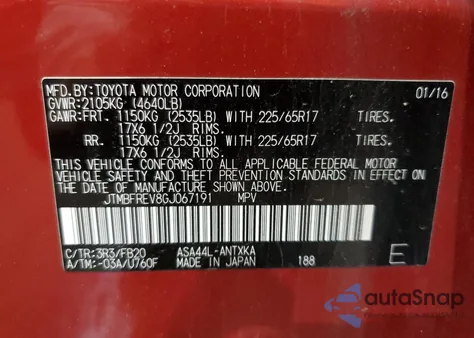 MFD.BY:TOYOTA MOTOR CORPORATION 01/16
GVWR:2105KG (4640LB)
GAWR:FRT. 1150KG (2535LB) WITH 225/65R17 TIRES.
17X6 1/2J RIMS.
RR. 1150KG (2535LB) WITH 225/65R17 TIRES.
17X6 1/2J RIMS.
THIS VEHICLE CONFORMS TO ALL APPLICABLE FEDERAL MOTOR
VEHICLE SAFETY AND THEFT PREVENTION STANDARDS IN EFFECT
ON THE DATE OF MANUFACTURE SHOWN ABOVE.
JTMBFREV8GJ067191 MPV
C/TR:3R3/FB20 ASA44L-ANTXKA
A/TM:-03A/U760F MADE IN JAPAN 188 E
autoSnap